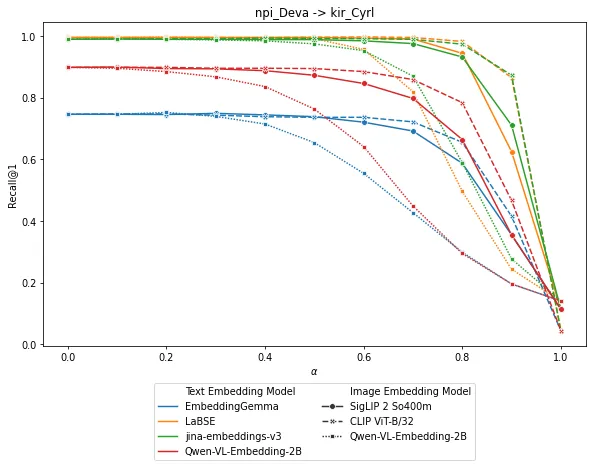 npi_Deva -> kir_Cyrl
Recall@1
1.0
0.8
0.6
0.4
0.2
0.0
0.0 0.2 0.4 0.6 0.8 1.0
α
Text Embedding Model
EmbeddingGemma
LaBSE
jina-embeddings-v3
Qwen-VL-Embedding-2B
Image Embedding Model
SigLIP 2 So400m
CLIP ViT-B/32
Qwen-VL-Embedding-2B